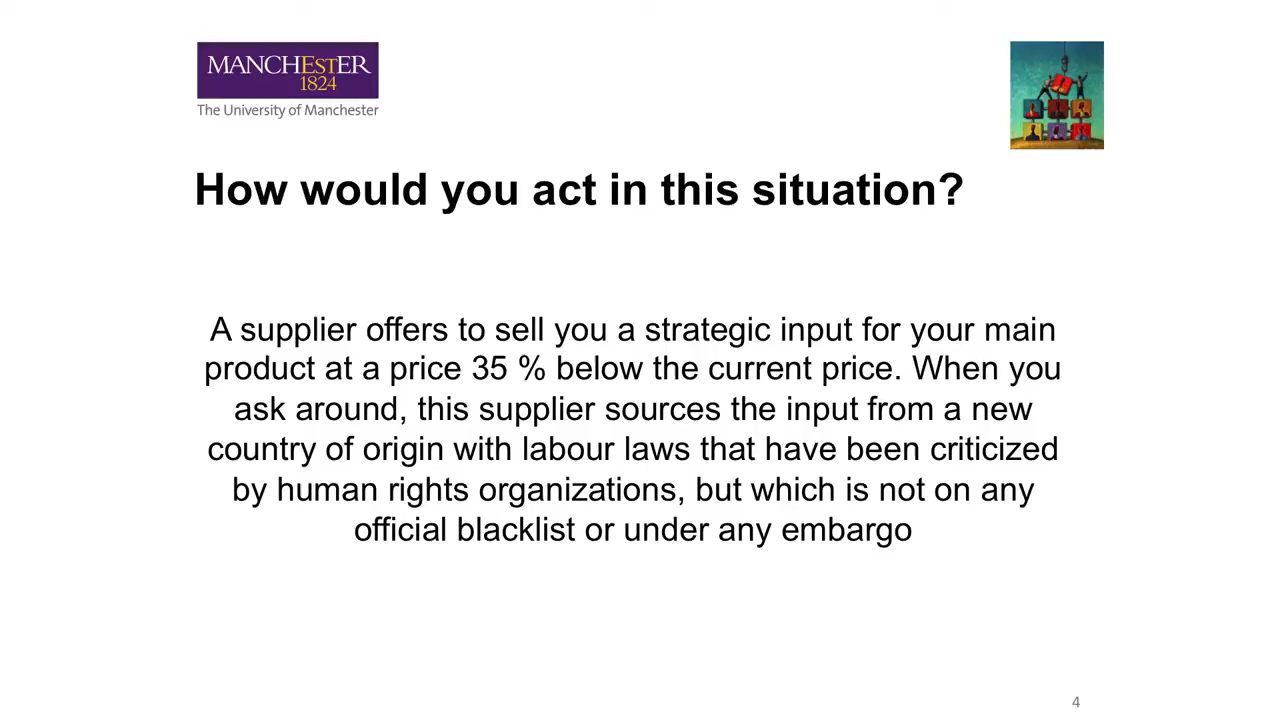 MANCHESTER
1824
The University of Manchester
How would you act in this situation?
A supplier offers to sell you a strategic input for your main
product at a price 35 % below the current price. When you
ask around, this supplier sources the input from a new
country of origin with labour laws that have been criticized
by human rights organizations, but which is not on any
official blacklist or under any embargo
4